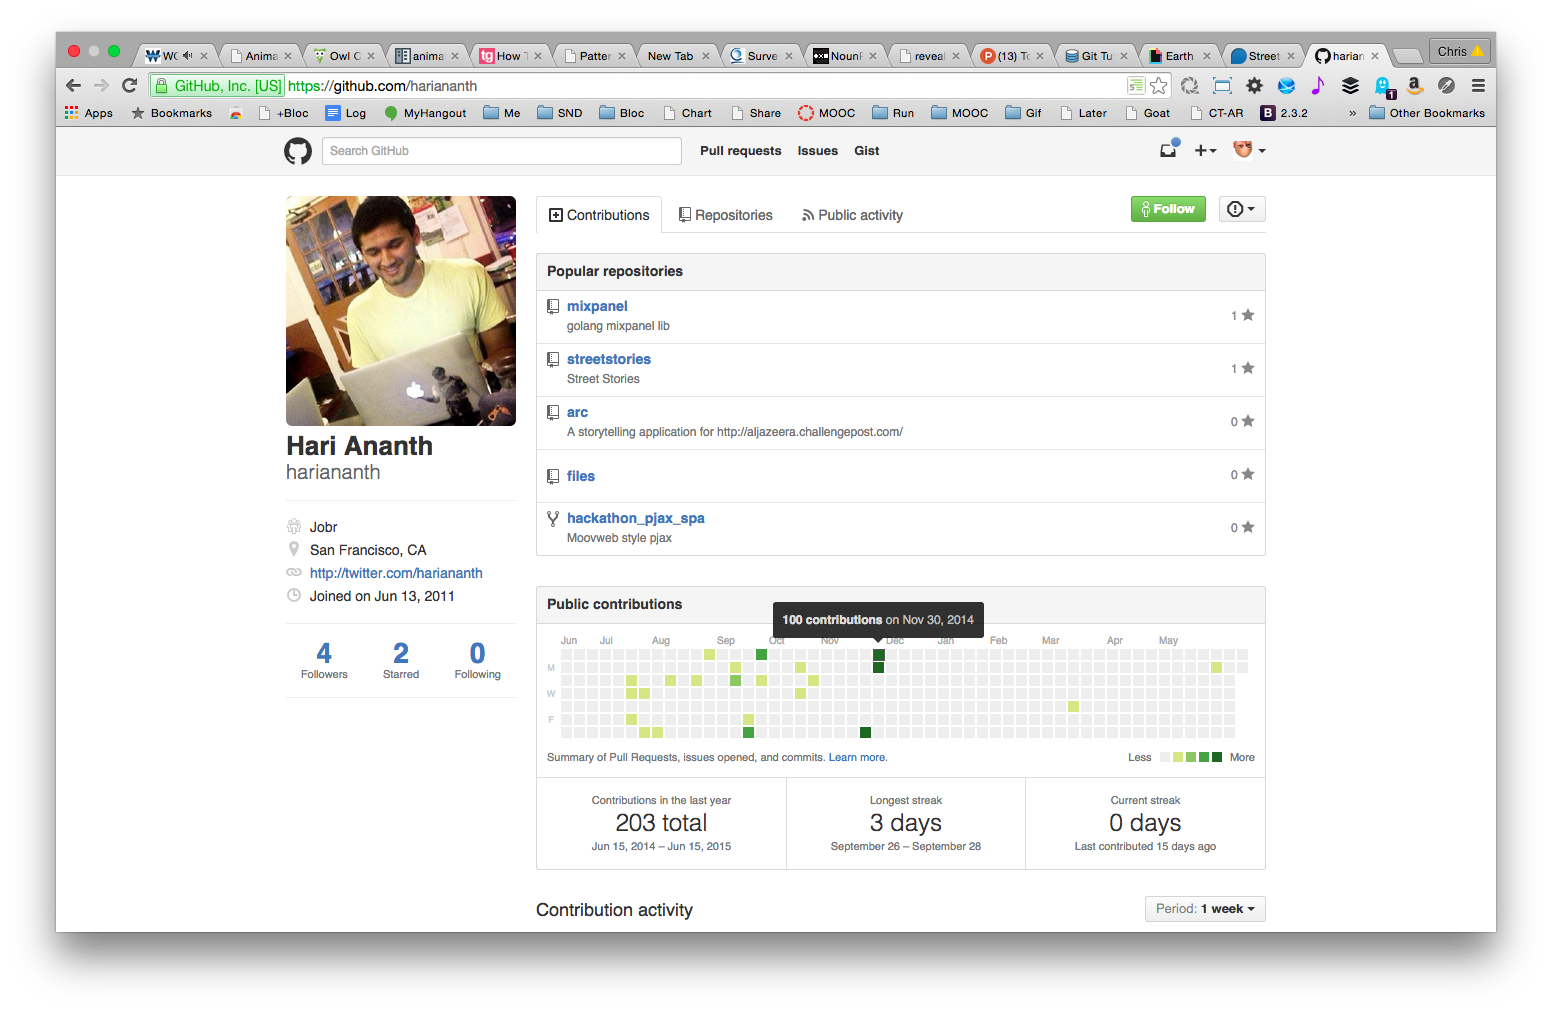 WC
Anima
Owl C
anima
How T
Patter
New Tab
Surve
NounP
reveal
(13) To
Git Tu
Earth
Street
harian
Chris
GitHub, Inc. [US] https://github.com/hariananth
Apps Bookmarks +Bloc Log MyHangout Me SND Bloc Chart Share MOOC Run MOOC Gif Later Goat CT-AR B 2.3.2 » Other Bookmarks
Search GitHub Pull requests Issues Gist
Contributions Repositories Public activity Follow
Popular repositories
mixpanel
golang mixpanel lib
1
streetstories
Street Stories
1
arc
A storytelling application for http://aljazeera.challengepost.com/
0
files
0
hackathon_pjax_spa
Moovweb style pjax
0
Hari Ananth
hariananth
Jobr
San Francisco, CA
http://twitter.com/hariananth
Joined on Jun 13, 2011
4 2 0
Followers Starred Following
Public contributions
100 contributions on Nov 30, 2014
Jun Jul Aug Sep Oct Nov Dec Jan Feb Mar Apr May
M
W
F
Summary of Pull Requests, issues opened, and commits. Learn more.
Less More
Contributions in the last year
203 total
Jun 15, 2014 – Jun 15, 2015
Longest streak
3 days
September 26 – September 28
Current streak
0 days
Last contributed 15 days ago
Contribution activity
Period: 1 week